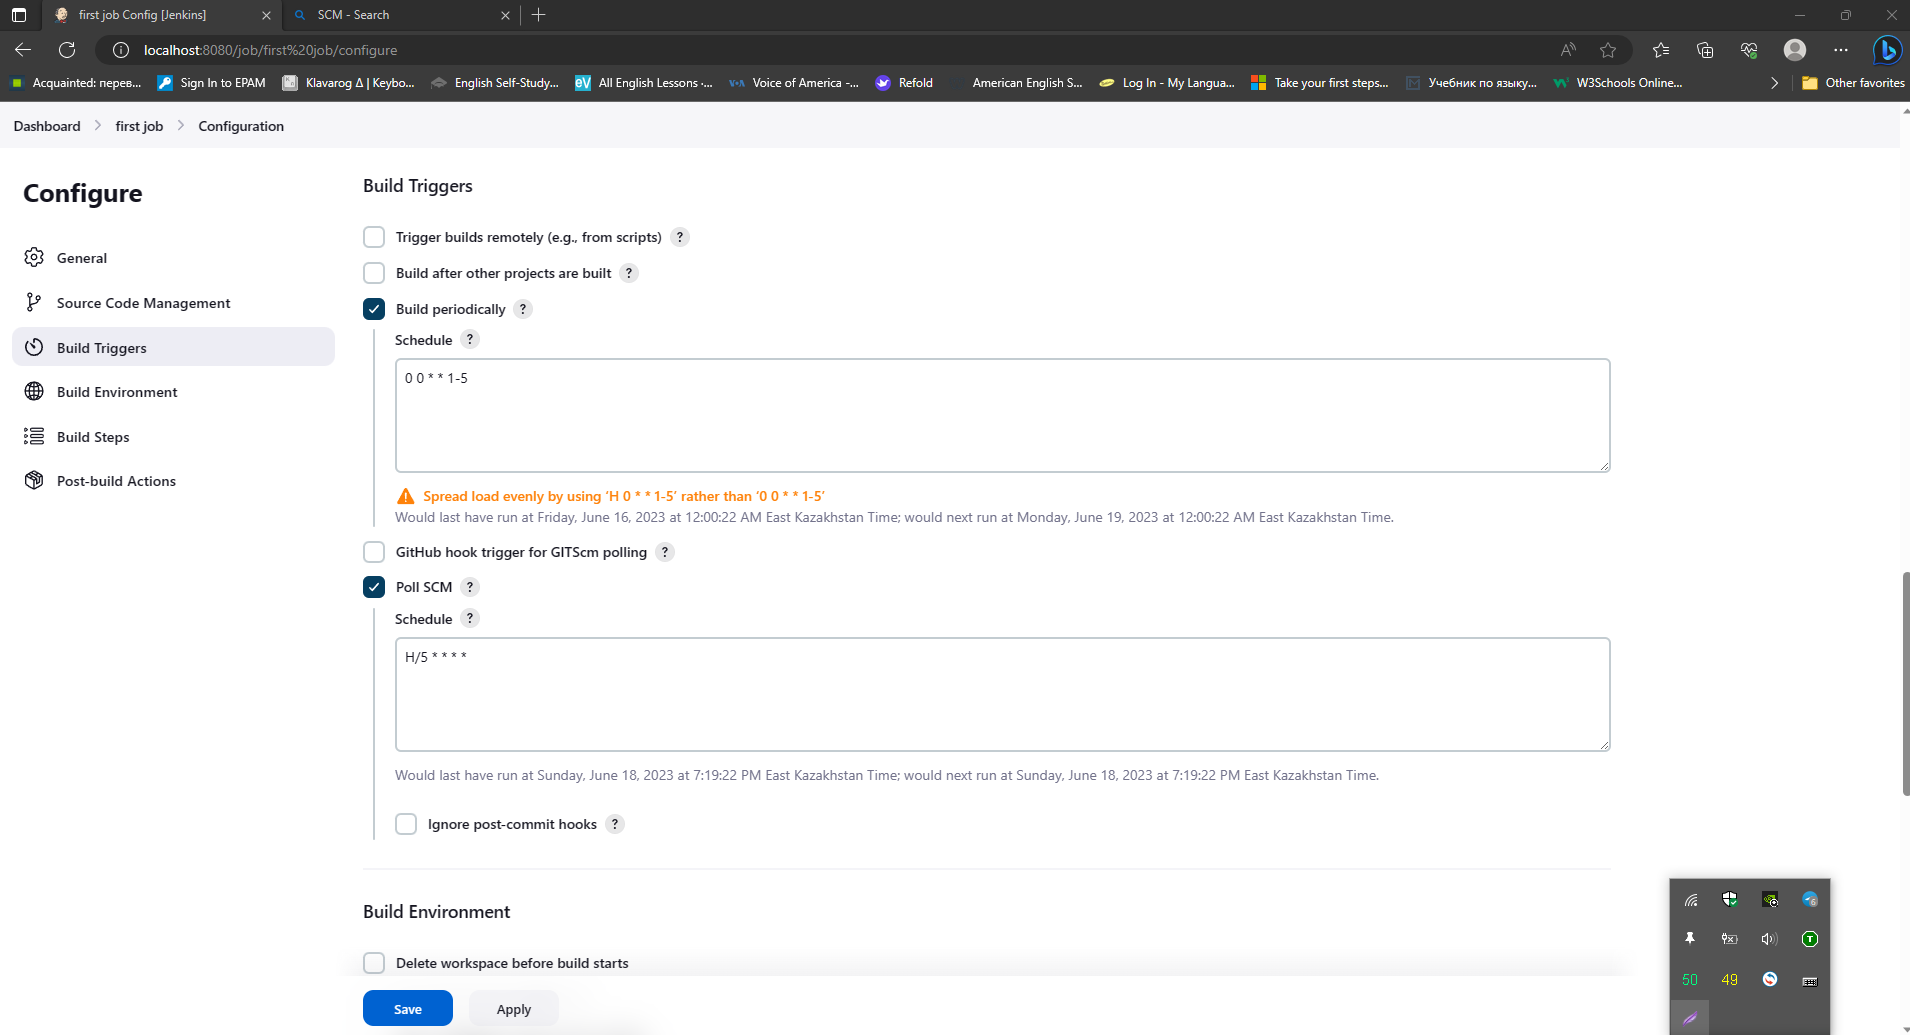 first job Config [Jenkins]
SCM - Search
localhost:8080/job/first%20job/configure
Acquainted: перев...
Sign In to EPAM
Klavarog Δ | Keybo...
English Self-Study...
All English Lessons ·...
Voice of America -...
Refold
American English S...
Log In - My Langua...
Take your first steps...
Учебник по языку...
W3Schools Online...
Other favorites
Dashboard
first job
Configuration
Configure
General
Source Code Management
Build Triggers
Build Environment
Build Steps
Post-build Actions
Build Triggers
Trigger builds remotely (e.g., from scripts) ?
Build after other projects are built ?
Build periodically ?
Schedule ?
0 0 * * 1-5
Spread load evenly by using ‘H 0 * * 1-5’ rather than ‘0 0 * * 1-5’
Would last have run at Friday, June 16, 2023 at 12:00:22 AM East Kazakhstan Time; would next run at Monday, June 19, 2023 at 12:00:22 AM East Kazakhstan Time.
GitHub hook trigger for GITScm polling ?
Poll SCM ?
Schedule ?
H/5 * * * *
Would last have run at Sunday, June 18, 2023 at 7:19:22 PM East Kazakhstan Time; would next run at Sunday, June 18, 2023 at 7:19:22 PM East Kazakhstan Time.
Ignore post-commit hooks ?
Build Environment
Delete workspace before build starts
Save
Apply
50
49